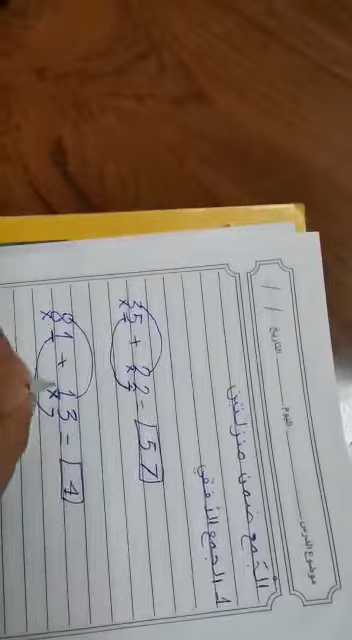 موضوع الدرس اليوم التاريخ / /
الجمع ضمن منزلتين
1. الجمع الأفقي
35 + 22 = 57
81 + 13 = 4